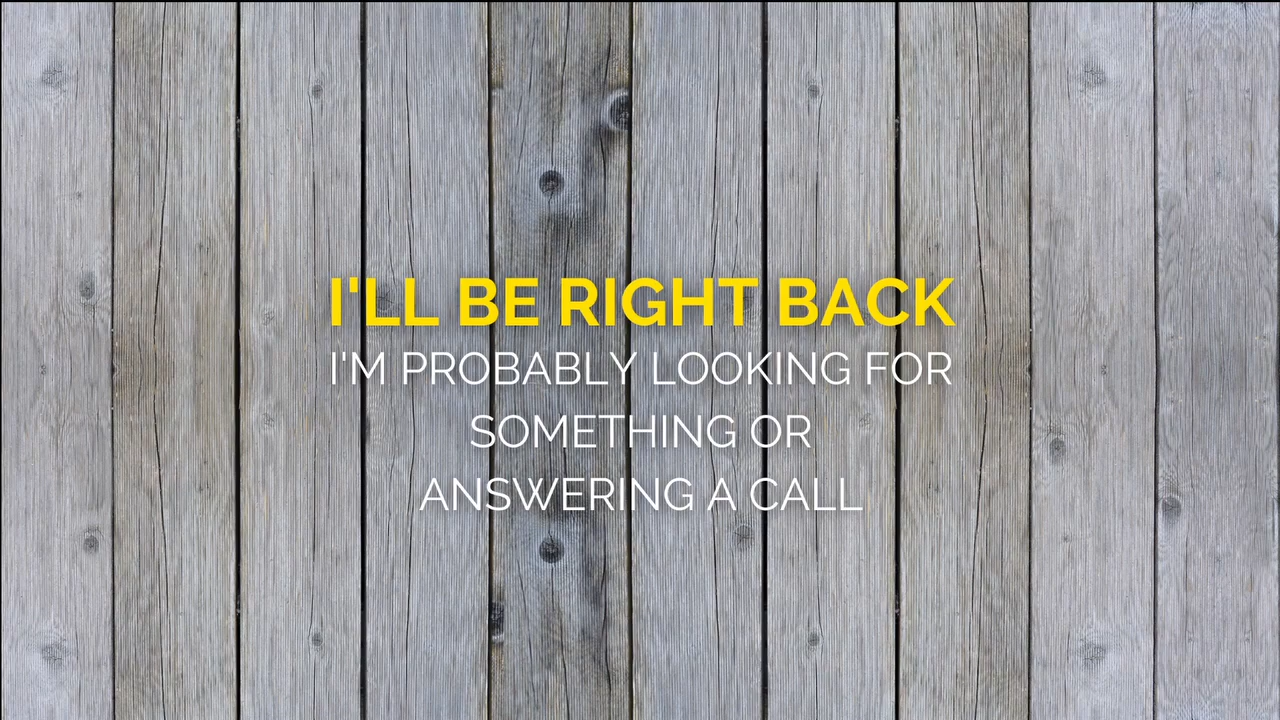 I'LL BE RIGHT BACK
I'M PROBABLY LOOKING FOR
SOMETHING OR
ANSWERING A CALL